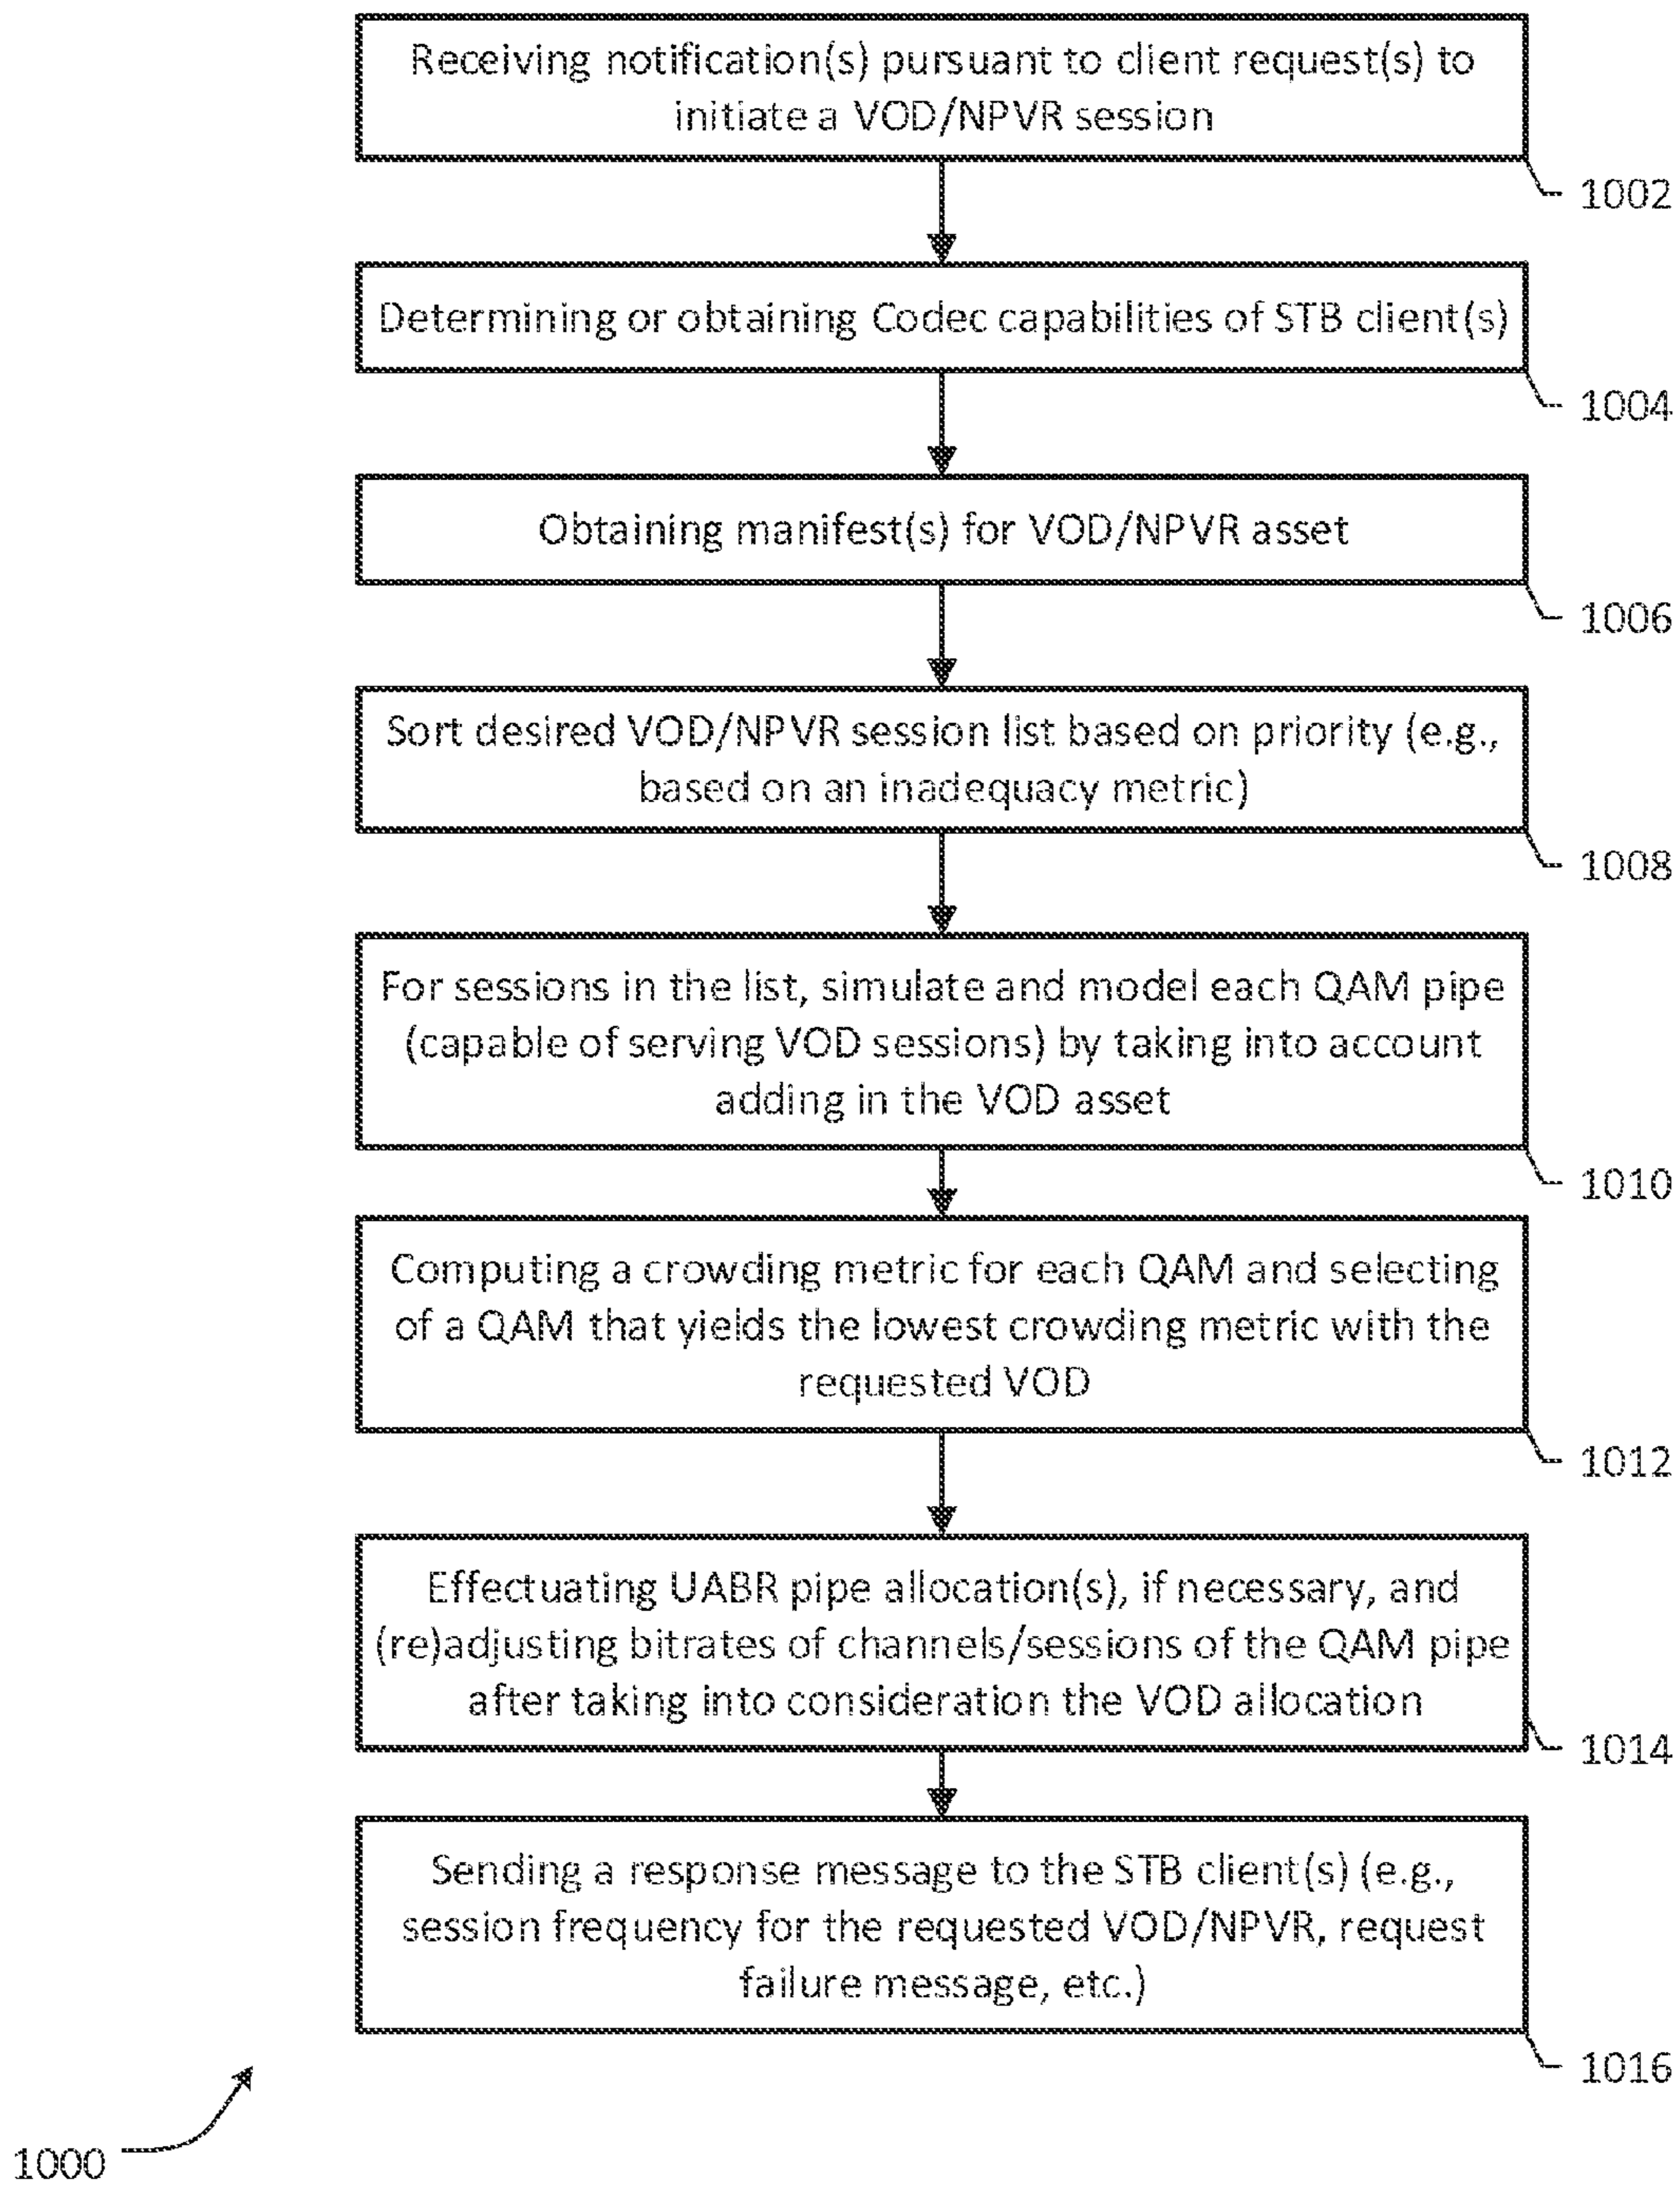 Receiving notification(s) pursuant to client request(s) to
initiate a VOD/NPVR session
1002
Determining or obtaining Codec capabilities of STB client(s)
1004
Obtaining manifest(s) for VOD/NPVR asset
1006
Sort desired VOD/NPVR session list based on priority (e.g.,
based on an inadequacy metric)
1008
For sessions in the list, simulate and model each QAM pipe
(capable of serving VOD sessions) by taking into account
adding in the VOD asset
1010
Computing a crowding metric for each QAM and selecting
of a QAM that yields the lowest crowding metric with the
requested VOD
1012
Effectuating UABR pipe allocation(s), if necessary, and
(re)adjusting bitrates of channels/sessions of the QAM pipe
after taking into consideration the VOD allocation
1014
Sending a response message to the STB client(s) (e.g.,
session frequency for the requested VOD/NPVR, request
failure message, etc.)
1016
1000